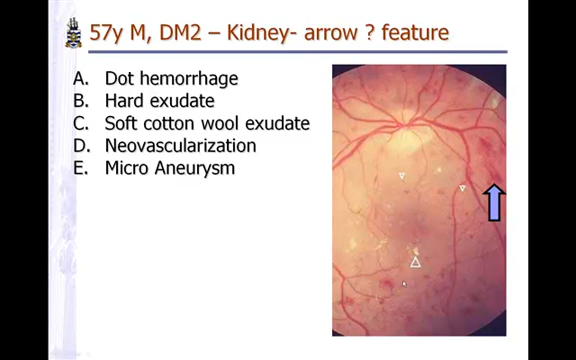 57y M, DM2 – Kidney- arrow ? feature
A. Dot hemorrhage
B. Hard exudate
C. Soft cotton wool exudate
D. Neovascularization
E. Micro Aneurysm